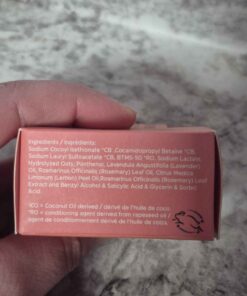 Ingredients / Ingrédients:
Sodium Cocoyl Isethionate *CO, Cocamidopropyl Betaine *CO,
Sodium Lauryl Sulfoacetate *CO, BTMS-50 *RO, Sodium Lactate,
Hydrolyzed Oats, Panthenol, Lavandula Angustifolia (Lavender)
Oil, Rosmarinus Officinalis (Rosemary) Leaf Oil, Citrus Medica
Limonum (Lemon) Peel Oil, Rosmarinus Officinalis (Rosemary) Leaf
Extract and Benzyl Alcohol & Salicylic Acid & Glycerin & Sorbic
Acid.
*CO = Coconut Oil derived / dérivé de l'huile de coco
*RO = conditioning agent derived from rapeseed oil /
agent de conditionnement dérivé de l'huile de coco.